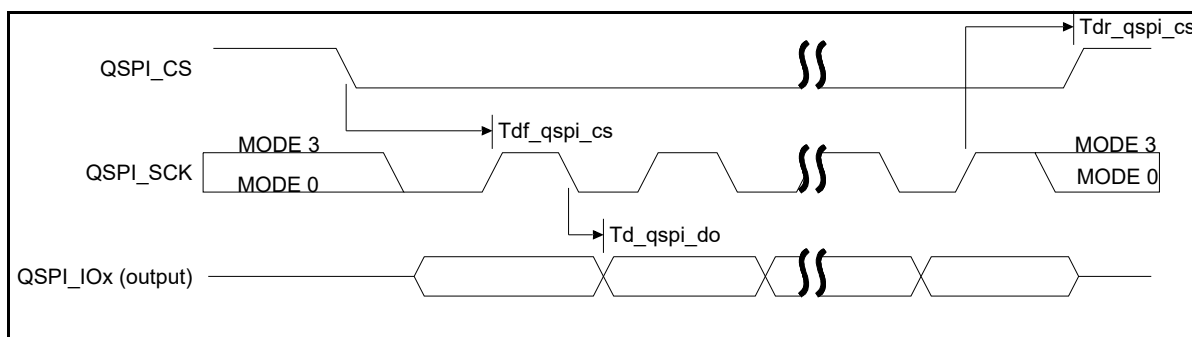 Tdr_qspi_cs
QSPI_CS
Tdf_qspi_cs
MODE 3
MODE 3
QSPI_SCK
MODE 0
MODE 0
Td_qspi_do
QSPI_IOx (output)